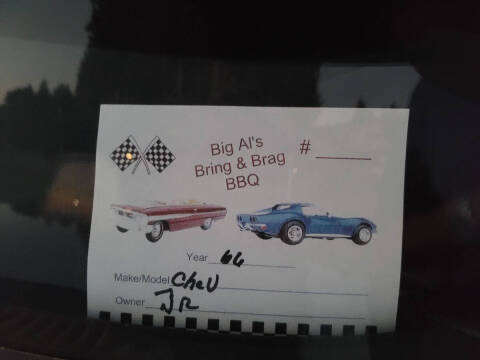 Big Al's
Bring & Brag
BBQ
#
Year 66
Make/Model Chev
Owner JR